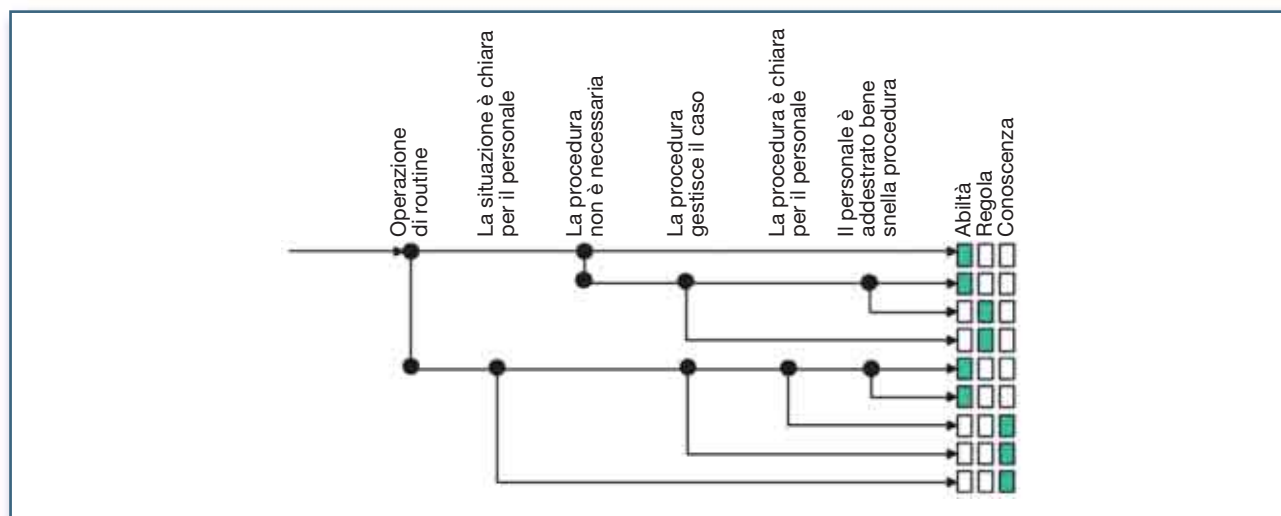 Operazione
di routine
La situazione è chiara
per il personale
La procedura
non è necessaria
La procedura
gestisce il caso
La procedura è chiara
per il personale
Il personale è
addestrato bene
snella procedura
Abiltà
Regola
Conoscenza